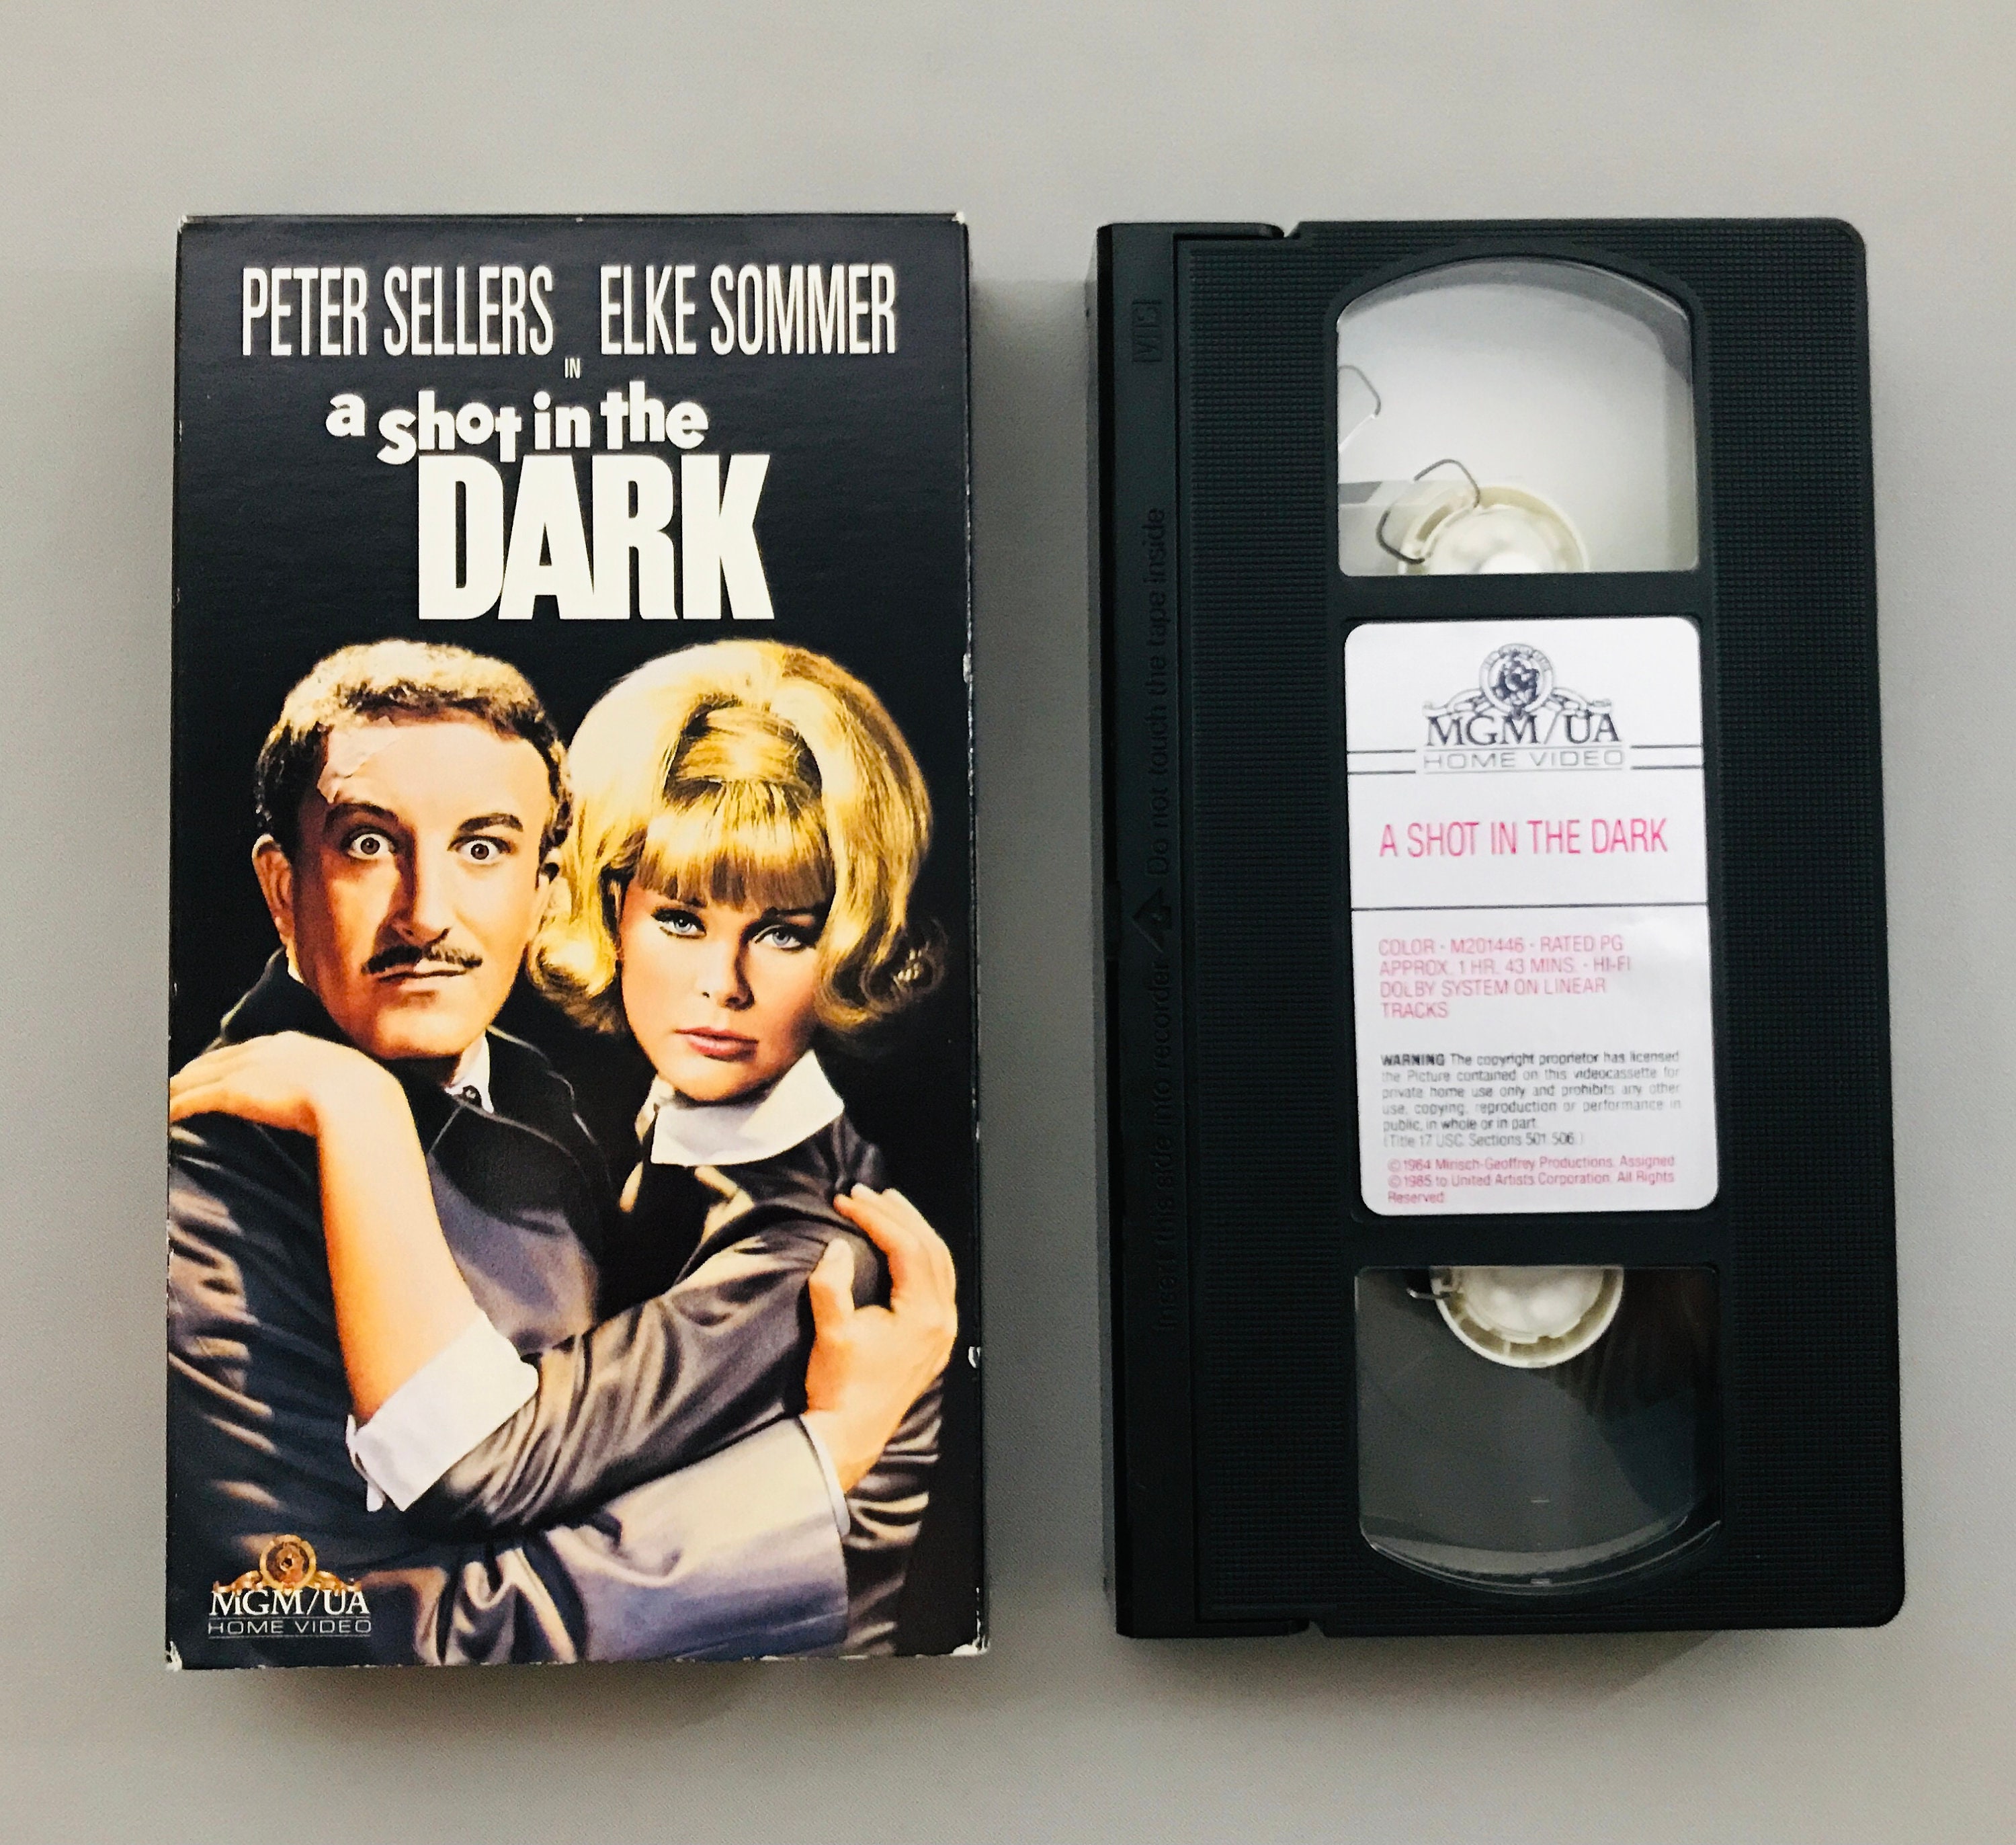 PETER SELLERS ELKE SOMMER
IN
a shot in the
DARK
MGM/UA
HOME VIDEO
VHS
Do not touch the tape inside
Insert this side into recorder
MGM/UA
HOME VIDEO
A SHOT IN THE DARK
COLOR • M201446 • RATED PG
APPROX. 1 HR. 43 MINS. • HI-FI
DOLBY SYSTEM ON LINEAR
TRACKS
WARNING The copyright proprietor has licensed
the Picture contained on this videocassette for
private home use only and prohibits any other
use, copying, reproduction or performance in
public, in whole or in part.
(Title 17 USC Sections 501, 506.)
©1964 Mirisch-Geoffrey Productions. Assigned
©1985 to United Artists Corporation. All Rights
Reserved